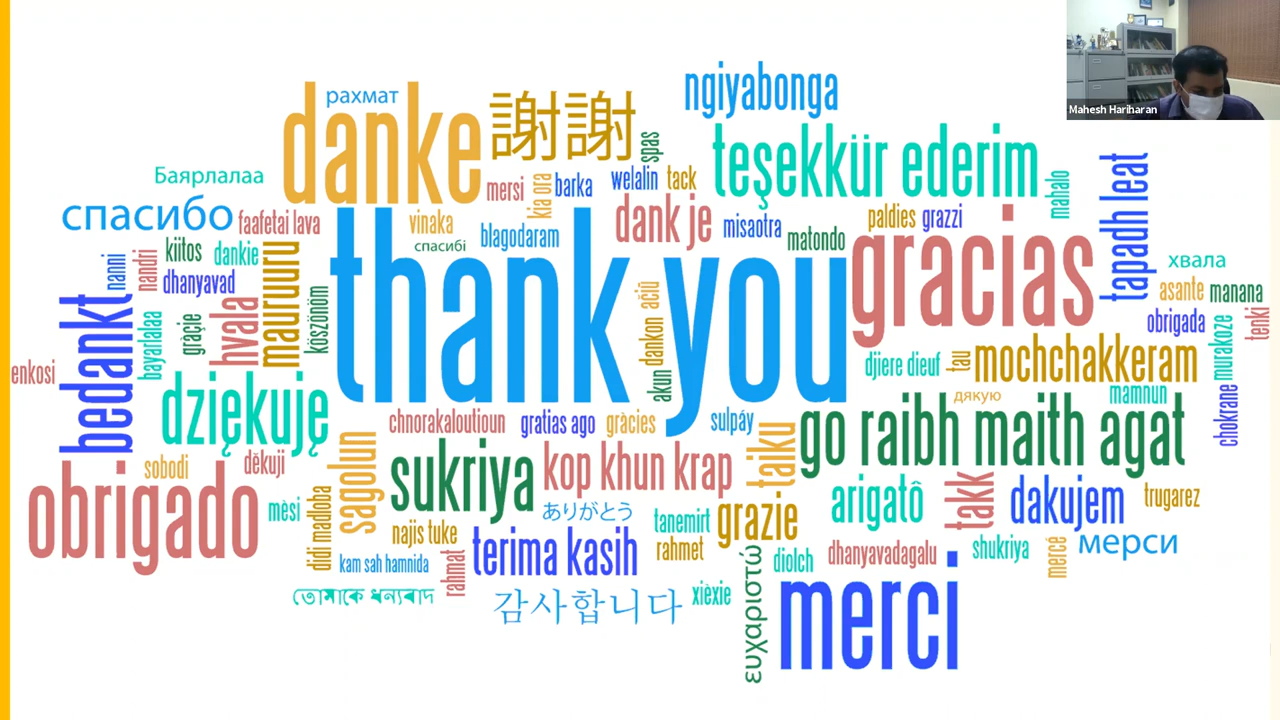 Mahesh Hariharan
ngiyabonga
рахмат
danke
謝謝
spas
teşekkür ederim
Баярлалаа
mersi
kia ora
barka
welalin
tack
mahalo
tapadh leat
спасибо
faafetai lava
vinaka
спасибі
blagodaram
dank je
misaotra
matondo
paldies
grazzi
gracias
хвала
nanni
nandri
kiitos
dankie
maururu
köszönöm
thank you
dankon
ačiū
akun
asante
manana
obrigada
tenki
bedankt
dhanyavad
bayarlalaa
gràcie
hvala
djiere dieuf
tau
mochchakkeram
murakoze
enkosi
dziękuję
chnorakaloutioun
gratias ago
gràcies
sulpáy
дякую
mamnun
chokrane
go raibh maith agat
taiku
obrigado
sobodi
děkuji
sagolun
sukriya
kop khun krap
mèsi
didi madloba
najis tuke
ありがとう
tanemirt
grazie
arigatô
takk
dakujem
trugarez
kam sah hamnida
rahmat
terima kasih
rahmet
diolch
dhanyavadagalu
shukriya
merce
мерси
তোমাকে ধন্যবাদ
감사합니다
xièxie
ευχαριστώ
merci